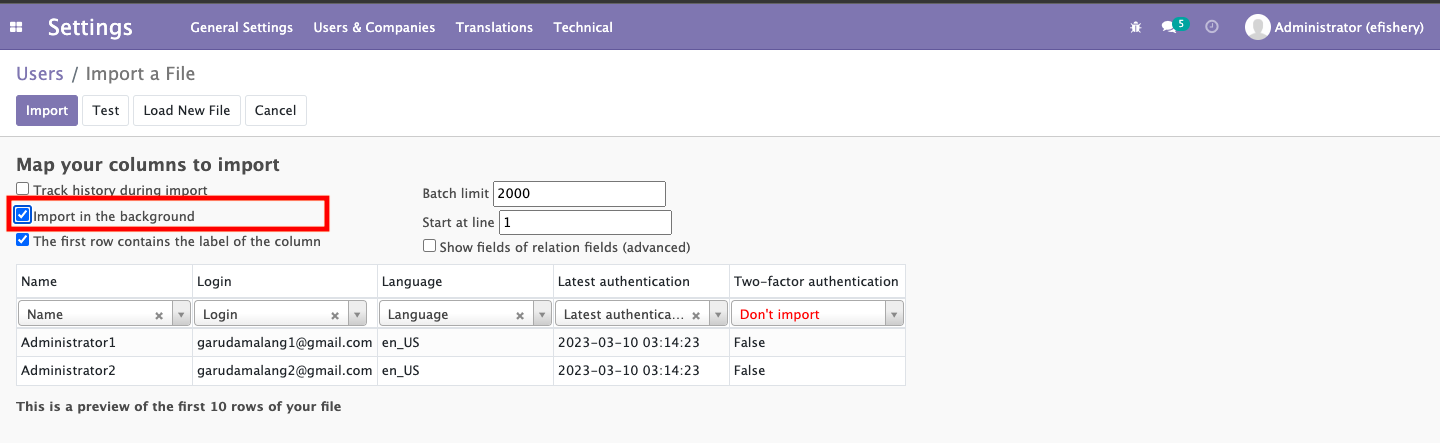 Settings General Settings Users & Companies Translations Technical 5 Administrator (efishery)
Users / Import a File
Import Test Load New File Cancel
Map your columns to import
Track history during import
Import in the background
The first row contains the label of the column
Batch limit 2000
Start at line 1
Show fields of relation fields (advanced)
Name Login Language Latest authentication Two-factor authentication
Name Login Language Latest authentica... Don't import
Administrator1 garudamalang1@gmail.com en_US 2023-03-10 03:14:23 False
Administrator2 garudamalang2@gmail.com en_US 2023-03-10 03:14:23 False
This is a preview of the first 10 rows of your file